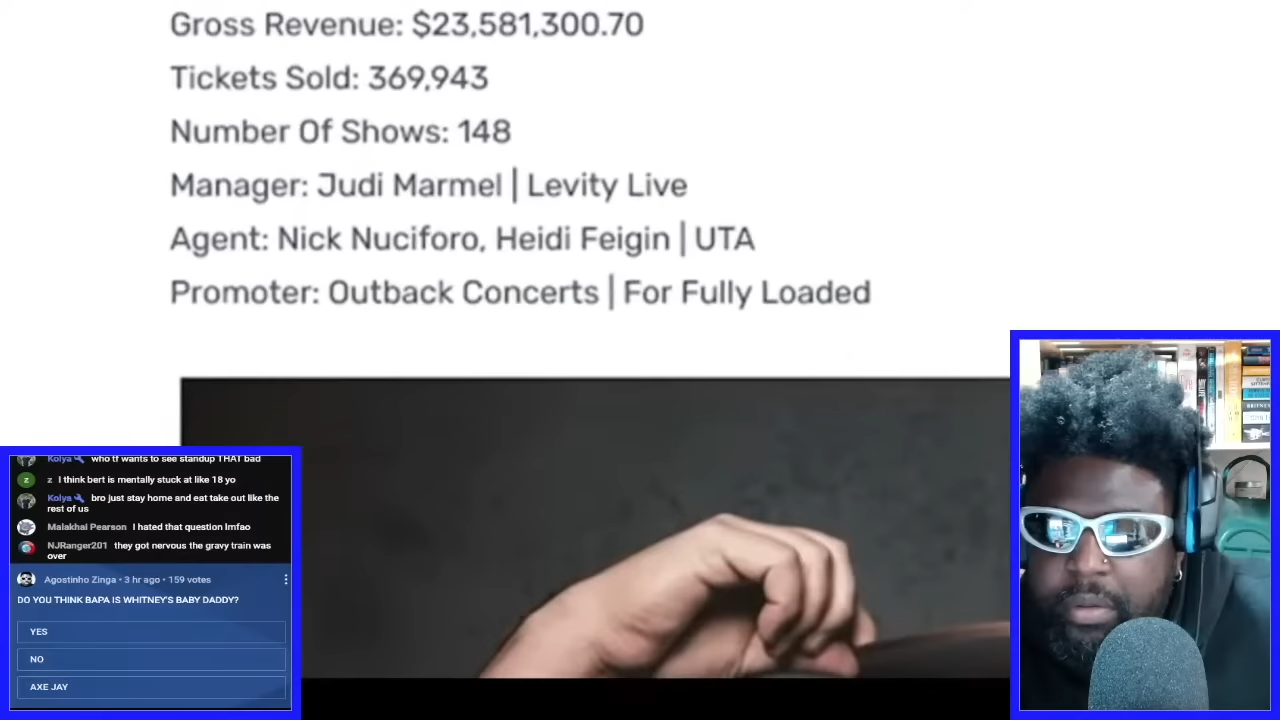 Gross Revenue: $23,581,300.70
Tickets Sold: 369,943
Number Of Shows: 148
Manager: Judi Marmel | Levity Live
Agent: Nick Nuciforo, Heidi Feigin | UTA
Promoter: Outback Concerts | For Fully Loaded
Kolya who tf wants to see standup THAT bad
z z I think bert is mentally stuck at like 18 yo
Kolya bro just stay home and eat take out like the
rest of us
Malakhai Pearson I hated that question lmfao
NJRanger201 they got nervous the gravy train was
over
Agostinho Zinga • 3 hr ago • 159 votes
DO YOU THINK BAPA IS WHITNEY'S BABY DADDY?
YES
NO
AXE JAY